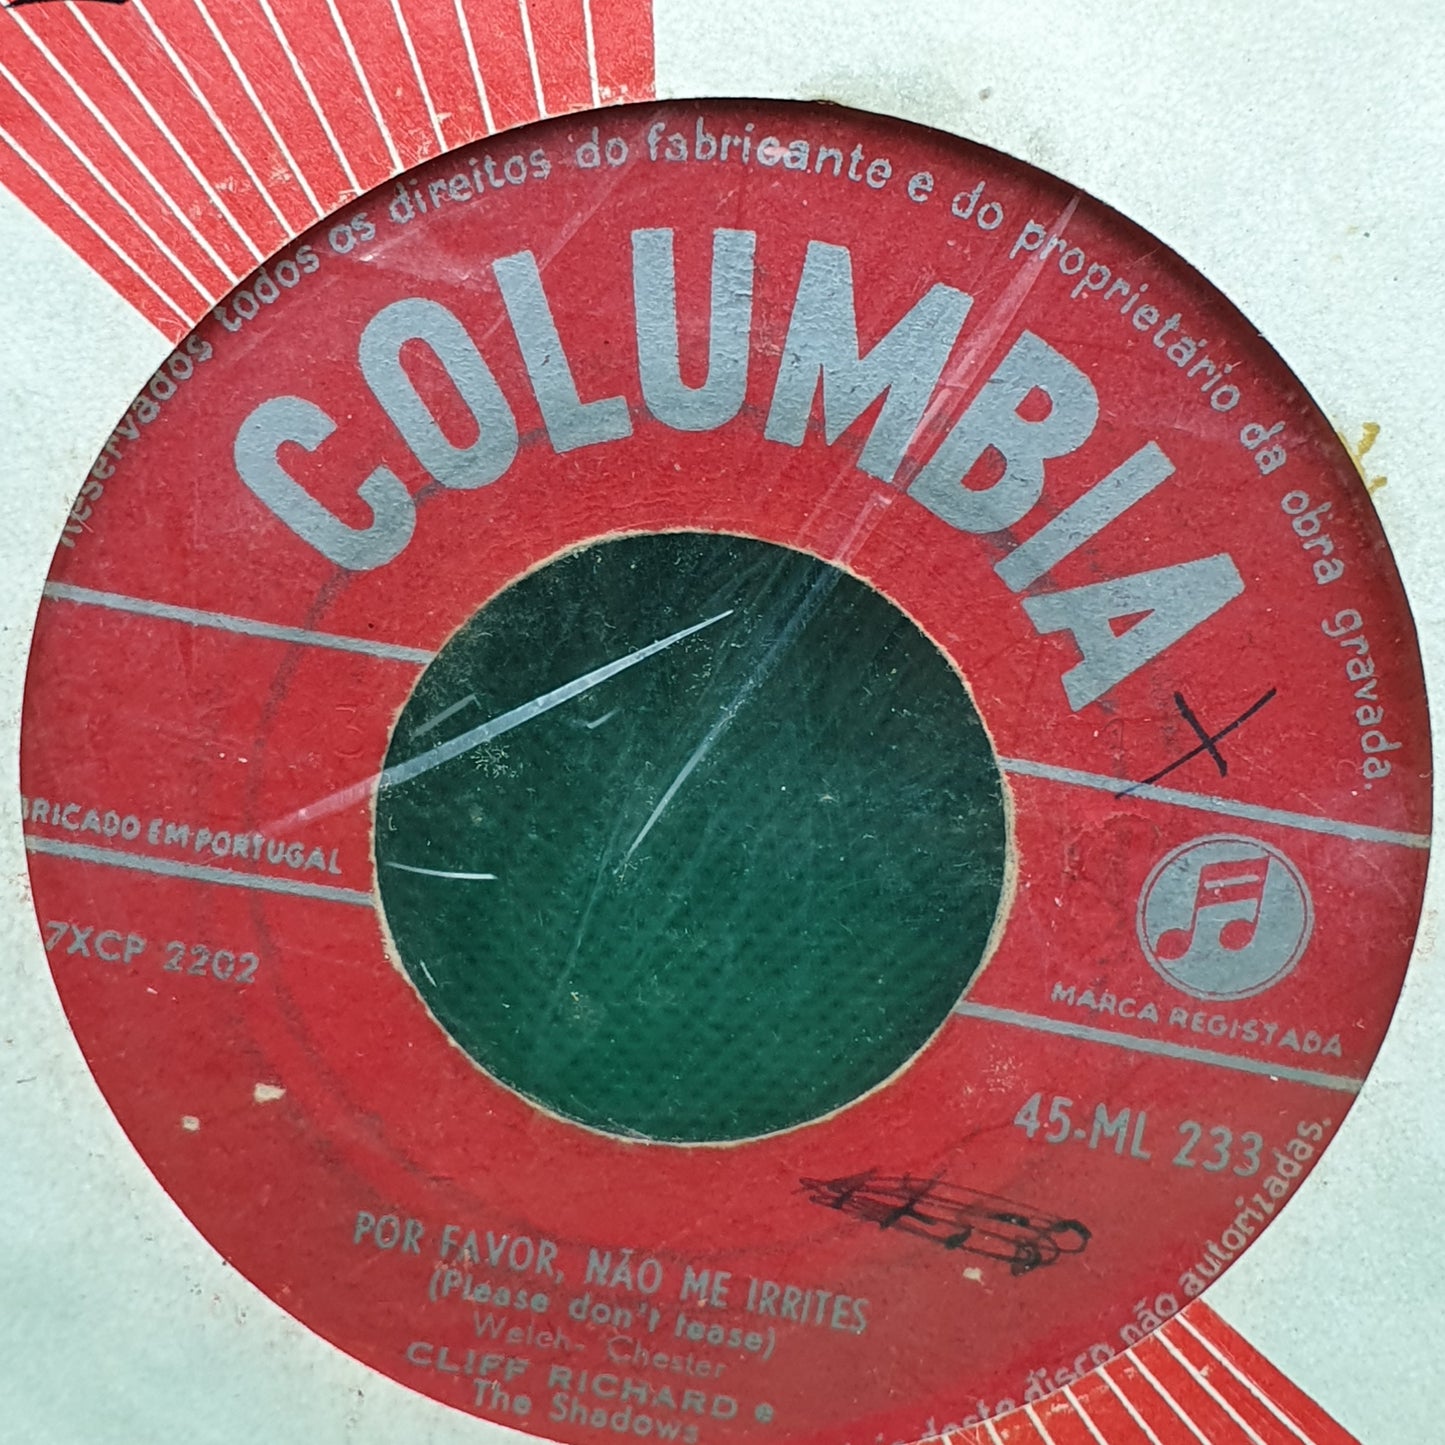 Reservados todos os direitos do fabricante e do proprietário da obra gravada.
COLUMBIA
BRICADO EM PORTUGAL
7XCP 2202
MARCA REGISTADA
45-ML 233
POR FAVOR, NÃO ME IRRITES
(Please don't tease)
Welch - Chester
CLIFF RICHARD e
The Shadows
deste disco não autorizadas.